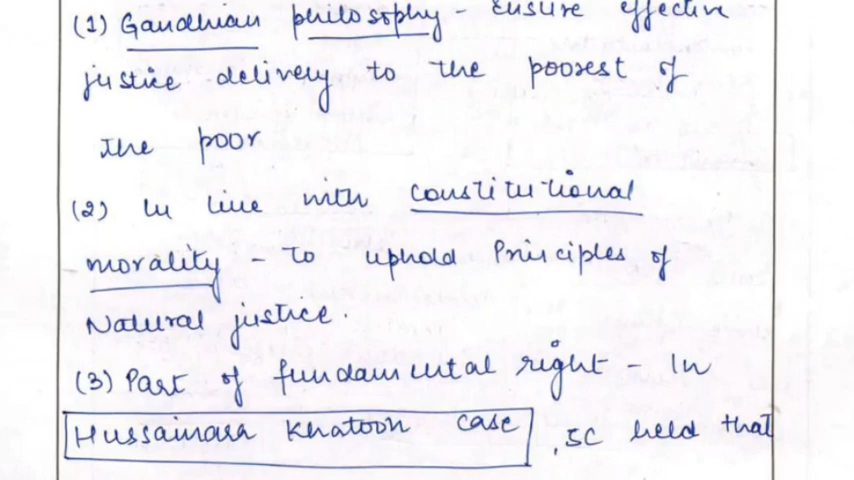 (1) Gandhian philosophy - Ensure effective
justice delivery to the poorest of
the poor
(2) In line with constitutional
morality - to uphold Principles of
Natural justice.
(3) Part of fundamental right - In
Hussainara Khatoon case, SC held that